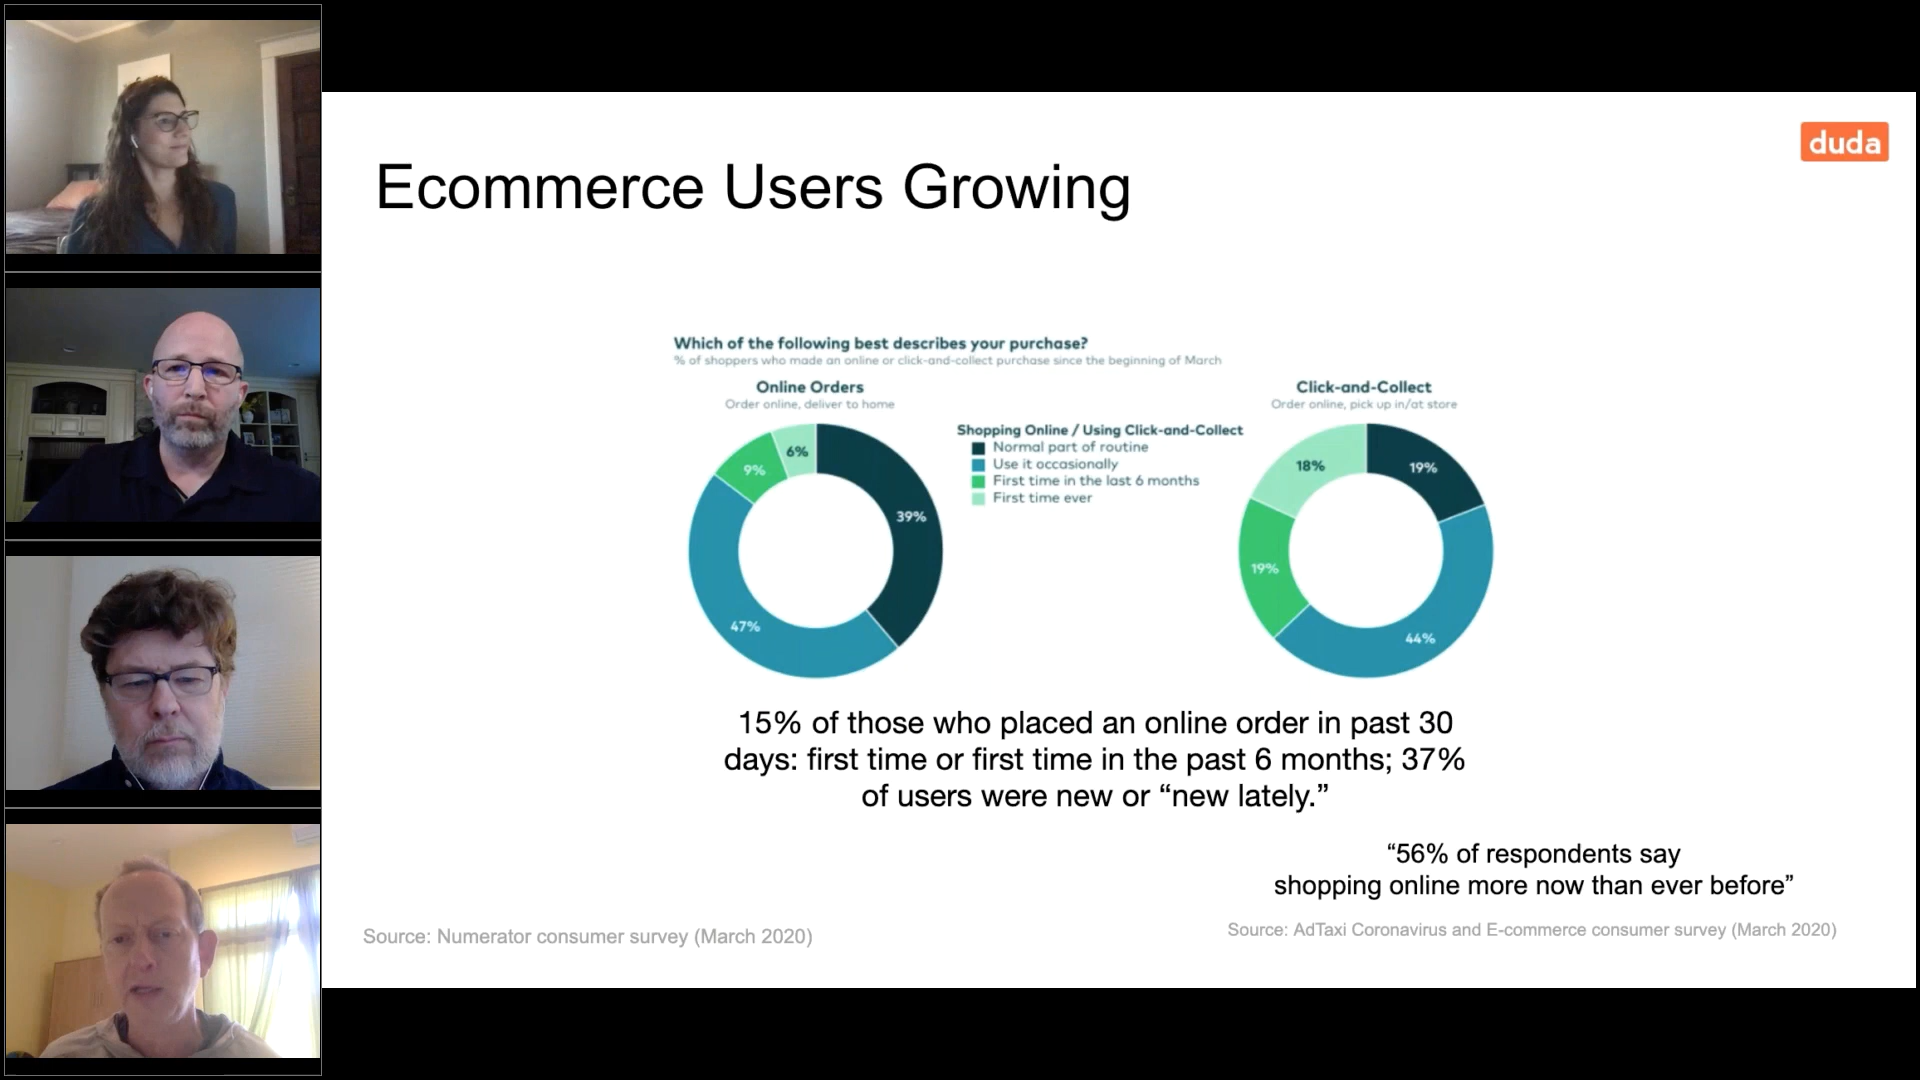 duda
Ecommerce Users Growing
Which of the following best describes your purchase?
% of shoppers who made an online or click-and-collect purchase since the beginning of March
Online Orders
Order online, deliver to home
Click-and-Collect
Order online, pick up in/at store
Shopping Online / Using Click-and-Collect
Normal part of routine
Use it occasionally
First time in the last 6 months
First time ever
6%
9%
39%
47%
18%
19%
19%
44%
15% of those who placed an online order in past 30
days: first time or first time in the past 6 months; 37%
of users were new or “new lately.”
“56% of respondents say
shopping online more now than ever before”
Source: Numerator consumer survey (March 2020)
Source: AdTaxi Coronavirus and E-commerce consumer survey (March 2020)